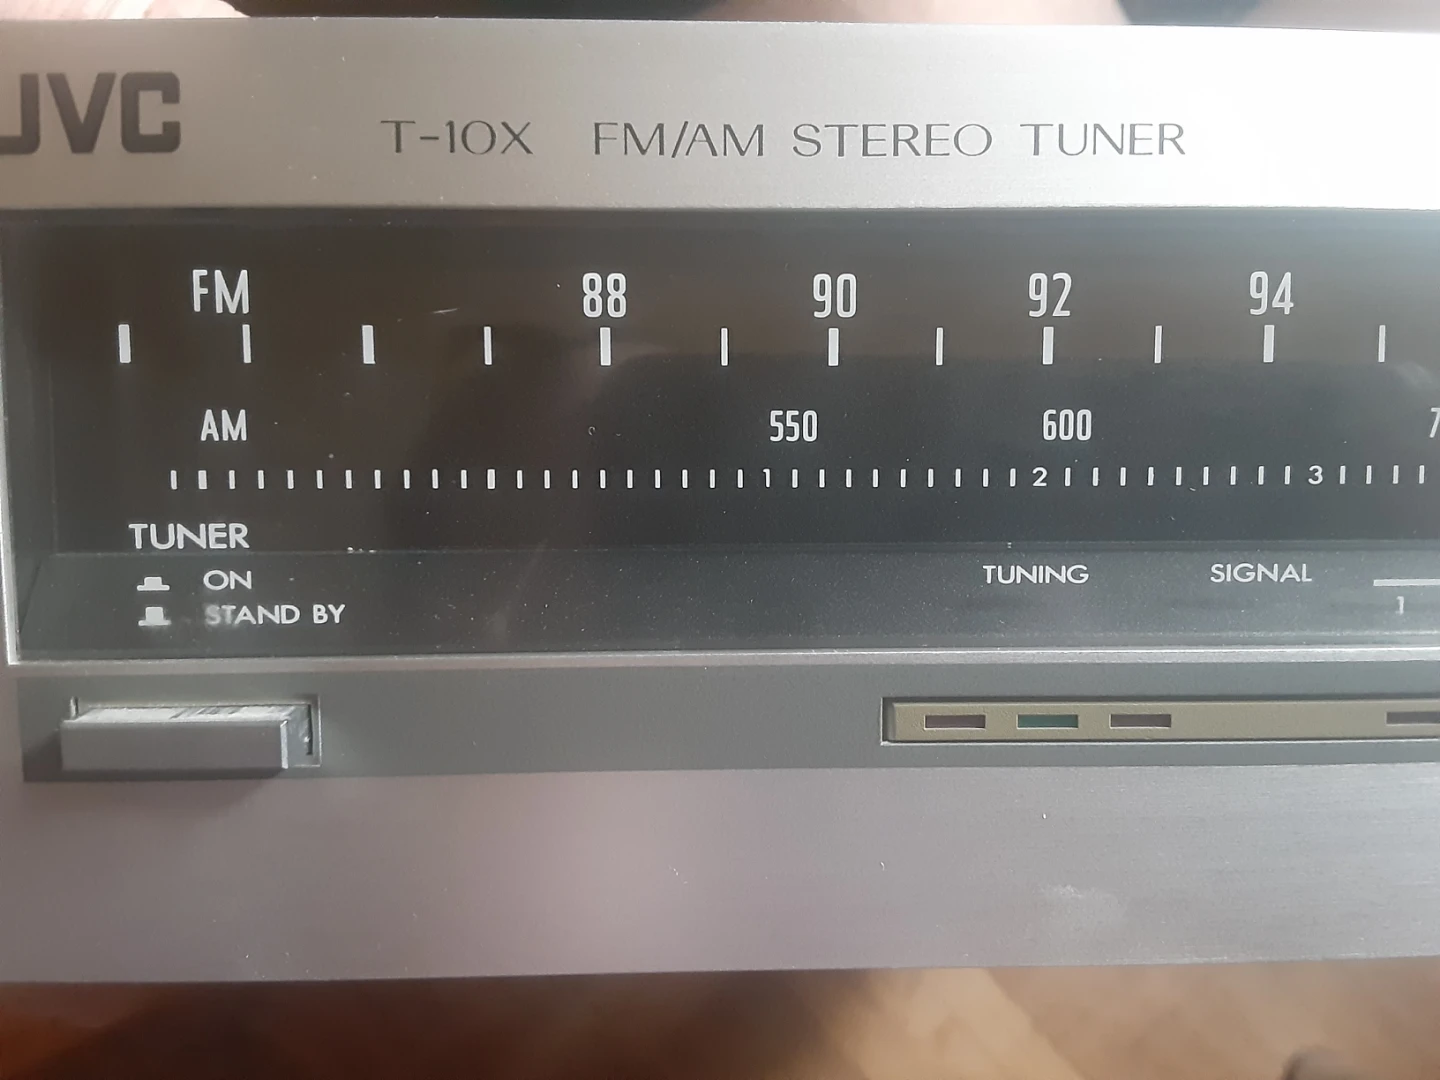 JVC T-10X FM/AM STEREO TUNER
FM 88 90 92 94
AM 550 600
1 2 3
TUNER
ON TUNING SIGNAL
STAND BY 1